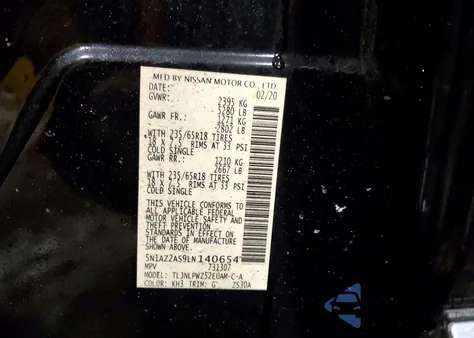 MFD BY NISSAN MOTOR CO., LTD.
DATE: 02/20
GVWR: 2395 KG
5280 LB
GAWR FR.: 1271 KG
2802 LB
WITH 235/65R18 TIRES
18 X 7.5 RIMS AT 33 PSI
COLD SINGLE
GAWR RR.: 1210 KG
2667 LB
WITH 235/65R18 TIRES
18 X 7.5 RIMS AT 33 PSI
COLD SINGLE
THIS VEHICLE CONFORMS TO
ALL APPLICABLE FEDERAL
MOTOR VEHICLE SAFETY AND
THEFT PREVENTION
STANDARDS IN EFFECT ON
THE DATE OF MANUFACTURE
SHOWN ABOVE.
5N1AZ2AS9LN140654
MPV 731307
MODEL: TLJNLPWZ52EUAM-C-A
COLOR: KH3 TRIM: G ZS30A